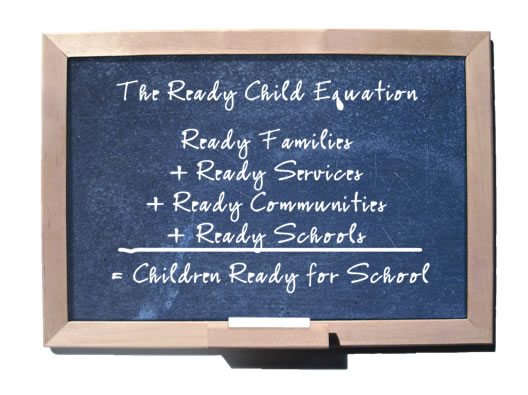 The Ready Child Equation
Ready Families
+ Ready Services
+ Ready Communities
+ Ready Schools
= Children Ready for School